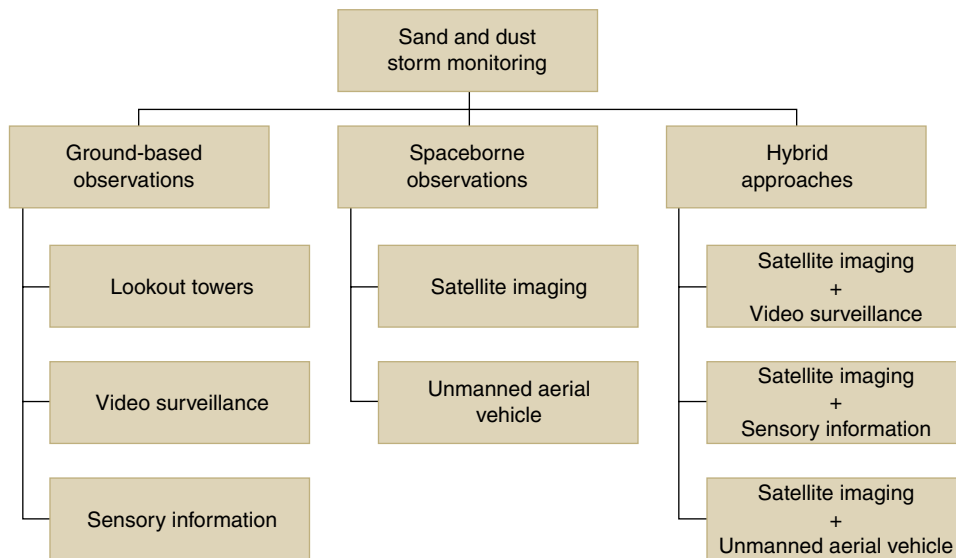 Sand and dust
storm monitoring
Ground-based
observations
Spaceborne
observations
Hybrid
approaches
Lookout towers
Video surveillance
Sensory information
Satellite imaging
Unmanned aerial
vehicle
Satellite imaging
+
Video surveillance
Satellite imaging
+
Sensory information
Satellite imaging
+
Unmanned aerial vehicle